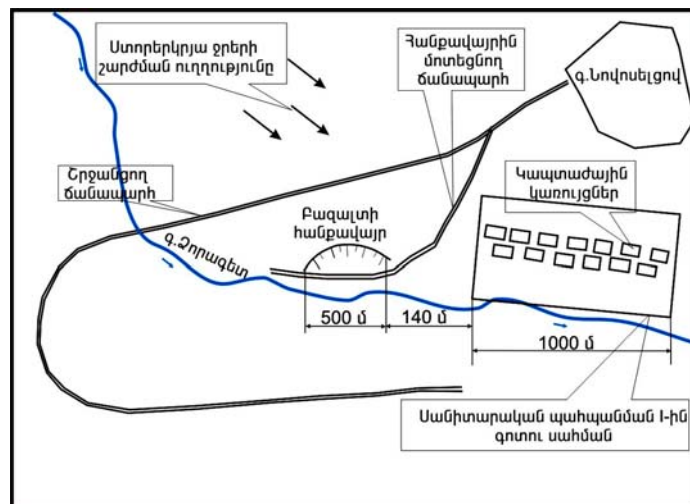 Ստորերկրյա ջրերի
շարժման ուղղությունը
Հանքավայրին
մոտեցնող
ճանապարհ
գ.Նովոսելցով
Շրջանցող
ճանապարհ
Կապտաժային
կառույցներ
Բազալտի
հանքավայր
գ.Ձորագետ
500 մ
140 մ
1000 մ
Սանիտարական պահպանման I-ին
գոտու սահման